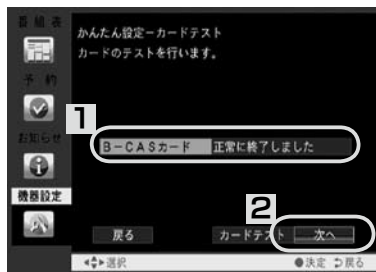 番組表
かんたん設定－カードテスト
カードのテストを行います。
予約
1
お知らせ
B－CASカード 正常に終了しました
機器設定
2
戻る カードテスト 次へ
選択 ●決定 戻る